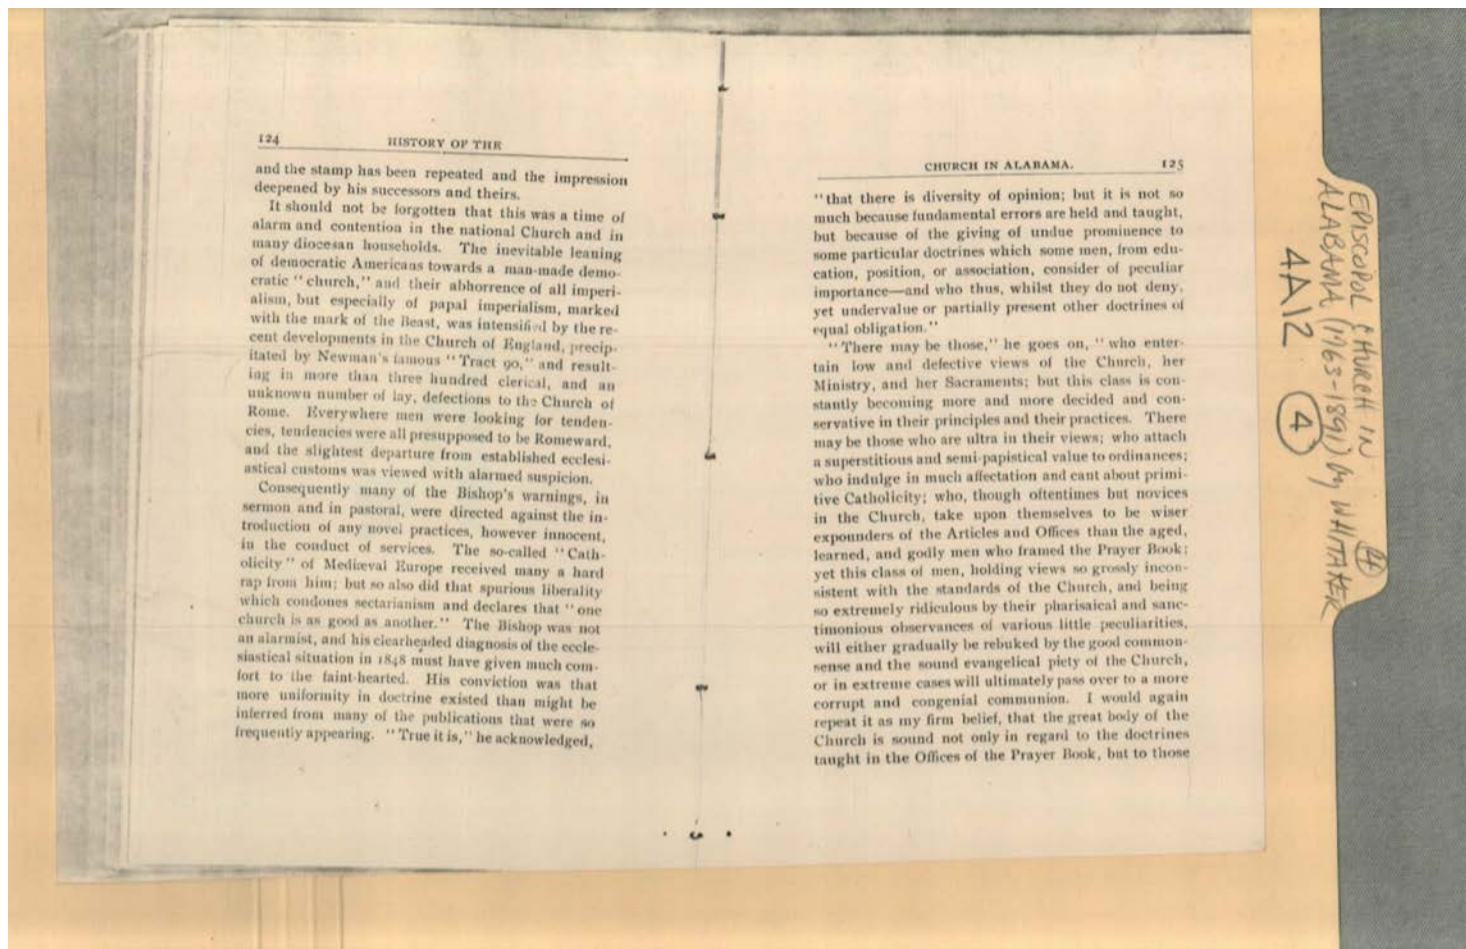 124 HISTORY OF THE
and the stamp has been repeated and the impression
deepened by his successors and theirs.
It should not be forgotten that this was a time of
alarm and contention in the national Church and in
many diocesan households. The inevitable leaning
of democratic Americans towards a man-made demo-
cratic "church," and their abhorrence of all imperi-
alism, but especially of papal imperialism, marked
with the mark of the Beast, was intensified by the re-
cent developments in the Church of England, precip-
itated by Newman's famous "Tract 90," and result-
ing in more than three hundred clerical, and an
unknown number of lay, defections to the Church of
Rome. Everywhere men were looking for tenden-
cies, tendencies were all presupposed to be Romeward,
and the slightest departure from established ecclesi-
astical customs was viewed with alarmed suspicion.
Consequently many of the Bishop's warnings, in
sermon and in pastoral, were directed against the in-
troduction of any novel practices, however innocent,
in the conduct of services. The so-called "Cath-
olicity" of Mediæval Europe received many a hard
rap from him; but so also did that spurious liberality
which condones sectarianism and declares that "one
church is as good as another." The Bishop was not
an alarmist, and his clearheaded diagnosis of the eccle-
siastical situation in 1848 must have given much com-
fort to the faint-hearted. His conviction was that
more uniformity in doctrine existed than might be
inferred from many of the publications that were so
frequently appearing. "True it is," he acknowledged,
CHURCH IN ALABAMA. 125
"that there is diversity of opinion; but it is not so
much because fundamental errors are held and taught,
but because of the giving of undue prominence to
some particular doctrines which some men, from edu-
cation, position, or association, consider of peculiar
importance—and who thus, whilst they do not deny,
yet undervalue or partially present other doctrines of
equal obligation."
"There may be those," he goes on, "who enter-
tain low and defective views of the Church, her
Ministry, and her Sacraments; but this class is con-
stantly becoming more and more decided and con-
servative in their principles and their practices. There
may be those who are ultra in their views; who attach
a superstitious and semi-papistical value to ordinances;
who indulge in much affectation and cant about primi-
tive Catholicity; who, though oftentimes but novices
in the Church, take upon themselves to be wiser
expounders of the Articles and Offices than the aged,
learned, and godly men who framed the Prayer Book;
yet this class of men, holding views so grossly incon-
sistent with the standards of the Church, and being
so extremely ridiculous by their pharisaical and sanc-
timonious observances of various little peculiarities,
will either gradually be rebuked by the good common-
sense and the sound evangelical piety of the Church,
or in extreme cases will ultimately pass over to a more
corrupt and congenial communion. I would again
repeat it as my firm belief, that the great body of the
Church is sound not only in regard to the doctrines
taught in the Offices of the Prayer Book, but to those
EPISCOPOL CHURCH IN
ALABAMA (1763-1891) by WHITAKER
4A12 4